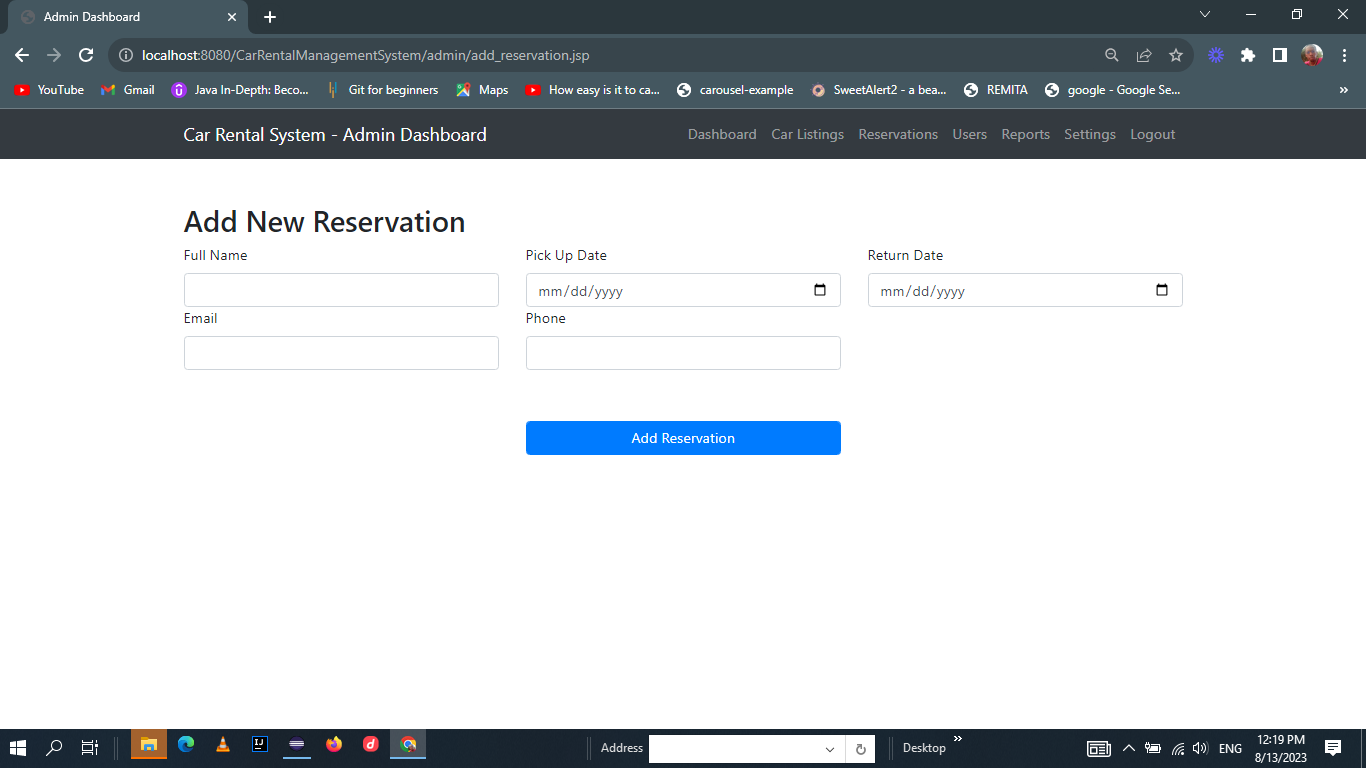 Admin Dashboard
localhost:8080/CarRentalManagementSystem/admin/add_reservation.jsp
YouTube Gmail Java In-Depth: Beco... Git for beginners Maps How easy is it to ca... carousel-example SweetAlert2 - a bea... REMITA google - Google Se... »
Car Rental System - Admin Dashboard Dashboard Car Listings Reservations Users Reports Settings Logout
Add New Reservation
Full Name Pick Up Date Return Date
mm/dd/yyyy mm/dd/yyyy
Email Phone
Add Reservation
Address Desktop » ENG 12:19 PM
8/13/2023